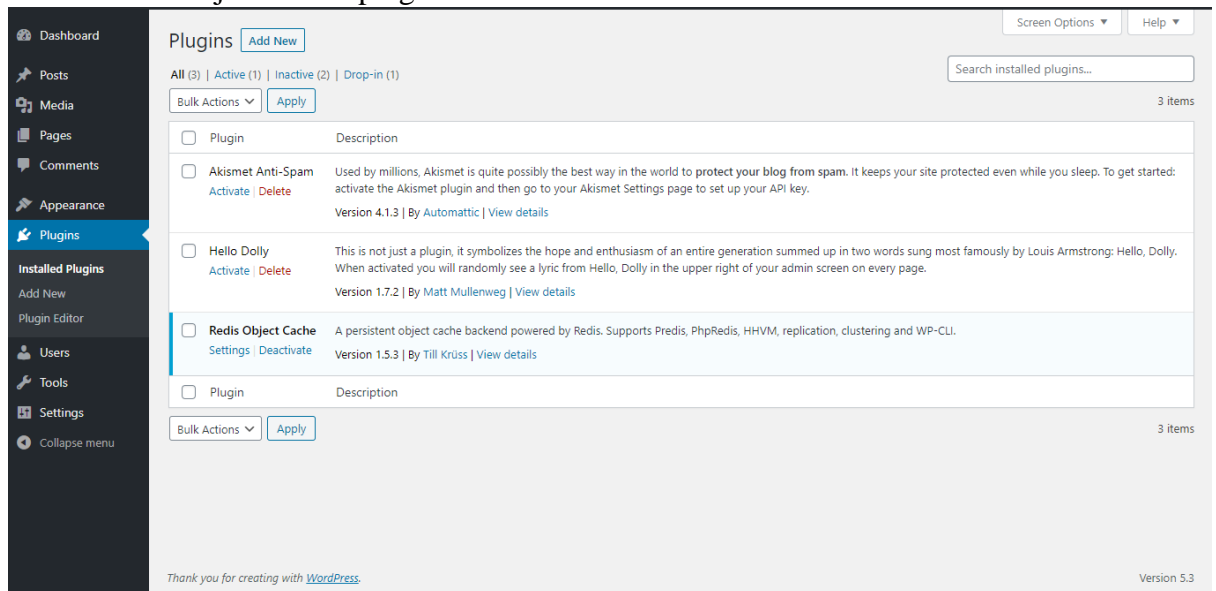 Dashboard
Posts
Media
Pages
Comments
Appearance
Plugins
Installed Plugins
Add New
Plugin Editor
Users
Tools
Settings
Collapse menu
Screen Options Help
Plugins Add New
All (3) | Active (1) | Inactive (2) | Drop-in (1)
Search installed plugins...
Bulk Actions Apply
3 items
Plugin Description
Akismet Anti-Spam
Activate | Delete
Used by millions, Akismet is quite possibly the best way in the world to protect your blog from spam. It keeps your site protected even while you sleep. To get started:
activate the Akismet plugin and then go to your Akismet Settings page to set up your API key.
Version 4.1.3 | By Automattic | View details
Hello Dolly
Activate | Delete
This is not just a plugin, it symbolizes the hope and enthusiasm of an entire generation summed up in two words sung most famously by Louis Armstrong: Hello, Dolly.
When activated you will randomly see a lyric from Hello, Dolly in the upper right of your admin screen on every page.
Version 1.7.2 | By Matt Mullenweg | View details
Redis Object Cache
Settings | Deactivate
A persistent object cache backend powered by Redis. Supports Predis, PhpRedis, HHVM, replication, clustering and WP-CLI.
Version 1.5.3 | By Till Krüss | View details
Plugin Description
Bulk Actions Apply
3 items
Thank you for creating with WordPress.
Version 5.3